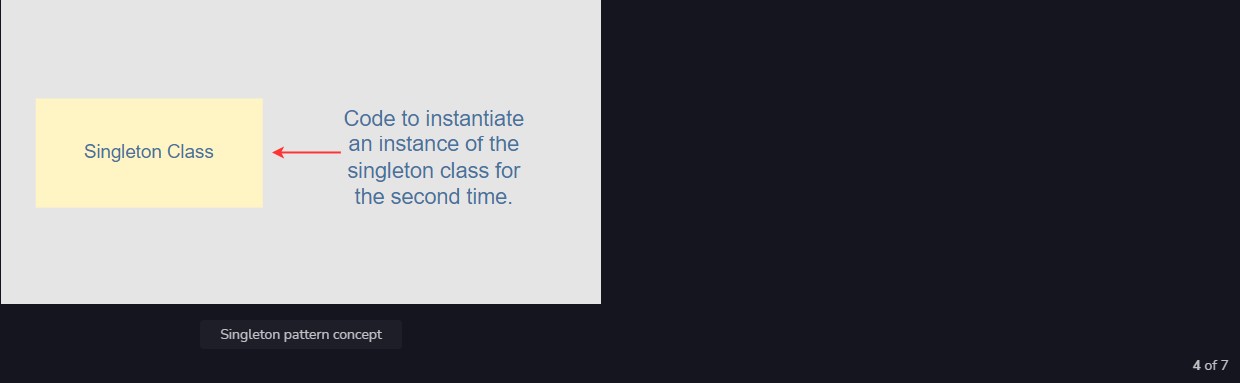 Singleton Class
Code to instantiate
an instance of the
singleton class for
the second time.
Singleton pattern concept
4 of 7